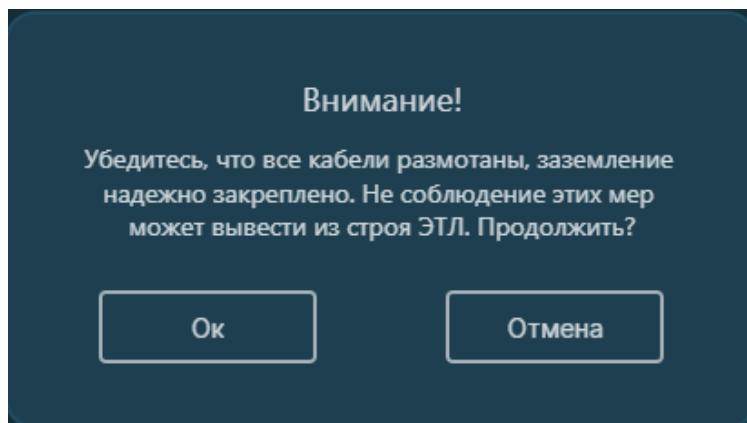 Внимание!
Убедитесь, что все кабели размотаны, заземление
надежно закреплено. Не соблюдение этих мер
может вывести из строя ЭТЛ. Продолжить?
Ок
Отмена